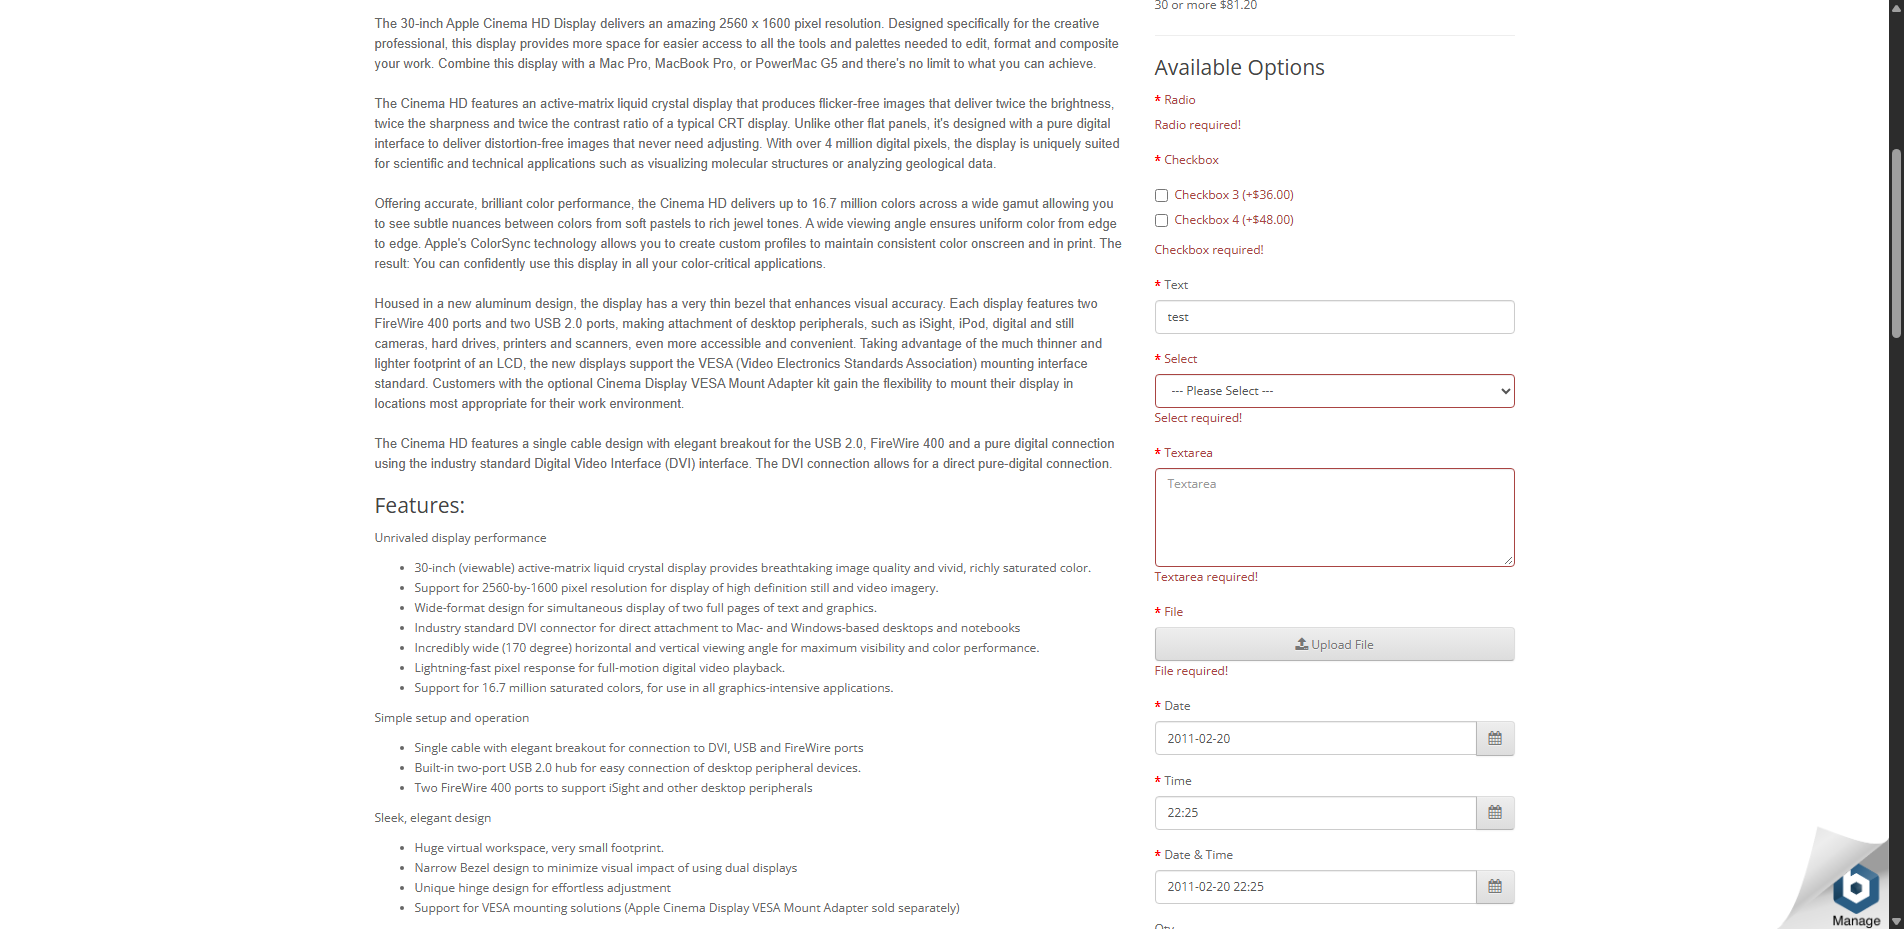 The 30-inch Apple Cinema HD Display delivers an amazing 2560 x 1600 pixel resolution. Designed specifically for the creative
professional, this display provides more space for easier access to all the tools and palettes needed to edit, format and composite
your work. Combine this display with a Mac Pro, MacBook Pro, or PowerMac G5 and there's no limit to what you can achieve.
The Cinema HD features an active-matrix liquid crystal display that produces flicker-free images that deliver twice the brightness,
twice the sharpness and twice the contrast ratio of a typical CRT display. Unlike other flat panels, it's designed with a pure digital
interface to deliver distortion-free images that never need adjusting. With over 4 million digital pixels, the display is uniquely suited
for scientific and technical applications such as visualizing molecular structures or analyzing geological data.
Offering accurate, brilliant color performance, the Cinema HD delivers up to 16.7 million colors across a wide gamut allowing you
to see subtle nuances between colors from soft pastels to rich jewel tones. A wide viewing angle ensures uniform color from edge
to edge. Apple's ColorSync technology allows you to create custom profiles to maintain consistent color onscreen and in print. The
result: You can confidently use this display in all your color-critical applications.
Housed in a new aluminum design, the display has a very thin bezel that enhances visual accuracy. Each display features two
FireWire 400 ports and two USB 2.0 ports, making attachment of desktop peripherals, such as iSight, iPod, digital and still
cameras, hard drives, printers and scanners, even more accessible and convenient. Taking advantage of the much thinner and
lighter footprint of an LCD, the new displays support the VESA (Video Electronics Standards Association) mounting interface
standard. Customers with the optional Cinema Display VESA Mount Adapter kit gain the flexibility to mount their display in
locations most appropriate for their work environment.
The Cinema HD features a single cable design with elegant breakout for the USB 2.0, FireWire 400 and a pure digital connection
using the industry standard Digital Video Interface (DVI) interface. The DVI connection allows for a direct pure-digital connection.
Features:
Unrivaled display performance
• 30-inch (viewable) active-matrix liquid crystal display provides breathtaking image quality and vivid, richly saturated color.
• Support for 2560-by-1600 pixel resolution for display of high definition still and video imagery.
• Wide-format design for simultaneous display of two full pages of text and graphics.
• Industry standard DVI connector for direct attachment to Mac- and Windows-based desktops and notebooks
• Incredibly wide (170 degree) horizontal and vertical viewing angle for maximum visibility and color performance.
• Lightning-fast pixel response for full-motion digital video playback.
• Support for 16.7 million saturated colors, for use in all graphics-intensive applications.
Simple setup and operation
• Single cable with elegant breakout for connection to DVI, USB and FireWire ports
• Built-in two-port USB 2.0 hub for easy connection of desktop peripheral devices.
• Two FireWire 400 ports to support iSight and other desktop peripherals
Sleek, elegant design
• Huge virtual workspace, very small footprint.
• Narrow Bezel design to minimize visual impact of using dual displays
• Unique hinge design for effortless adjustment
• Support for VESA mounting solutions (Apple Cinema Display VESA Mount Adapter sold separately)
30 or more $81.20
Available Options
* Radio
Radio required!
* Checkbox
Checkbox 3 (+$36.00)
Checkbox 4 (+$48.00)
Checkbox required!
* Text
test
* Select
--- Please Select ---
Select required!
* Textarea
Textarea
Textarea required!
* File
Upload File
File required!
* Date
2011-02-20
* Time
22:25
* Date & Time
2011-02-20 22:25
Qty
Manage